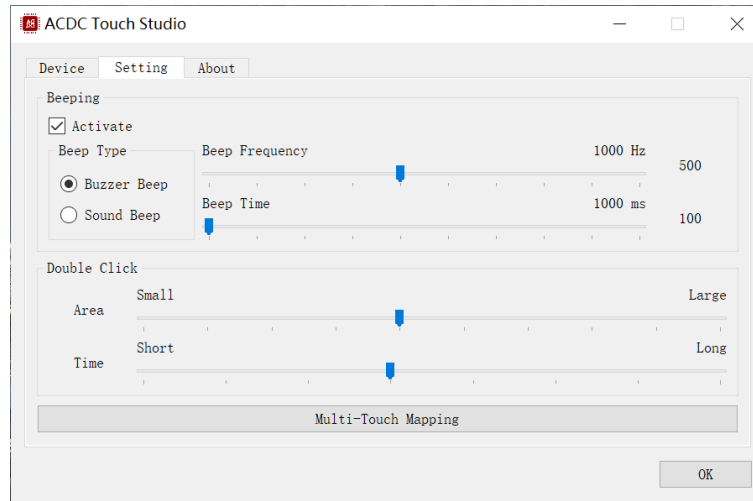 ACDC Touch Studio
Device Setting About
Beeping
Activate
Beep Type
Buzzer Beep
Sound Beep
Beep Frequency 1000 Hz
500
Beep Time 1000 ms
100
Double Click
Small Large
Area
Short Long
Time
Multi-Touch Mapping
OK